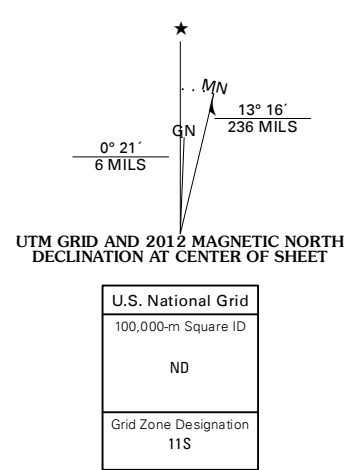 ★
MN
13° 16´
236 MILS
GN
0° 21´
6 MILS
UTM GRID AND 2012 MAGNETIC NORTH
DECLINATION AT CENTER OF SHEET
U.S. National Grid
100,000-m Square ID
ND
Grid Zone Designation
11S